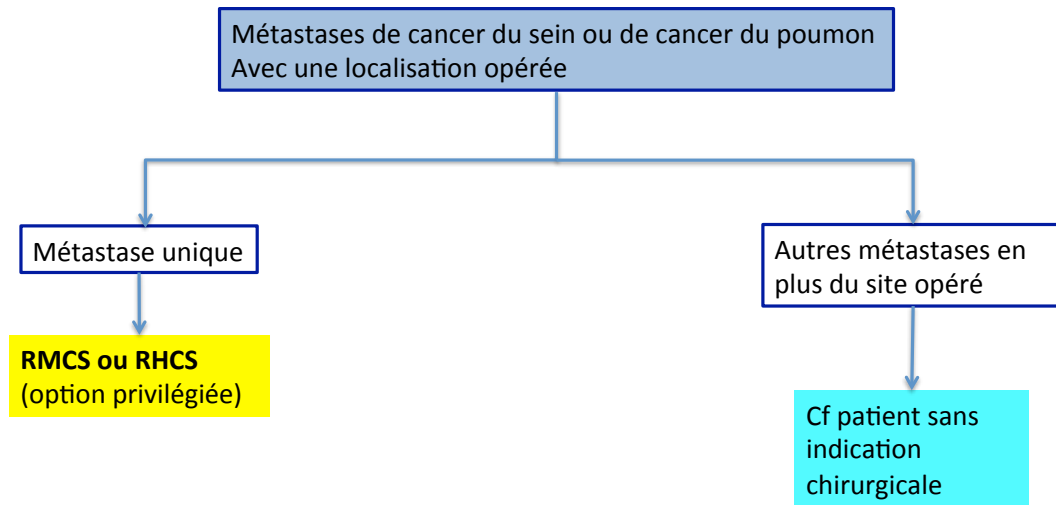 Métastases de cancer du sein ou de cancer du poumon
Avec une localisation opérée
Métastase unique
Autres métastases en
plus du site opéré
RMCS ou RHCS
(option privilégiée)
Cf patient sans
indication
chirurgicale